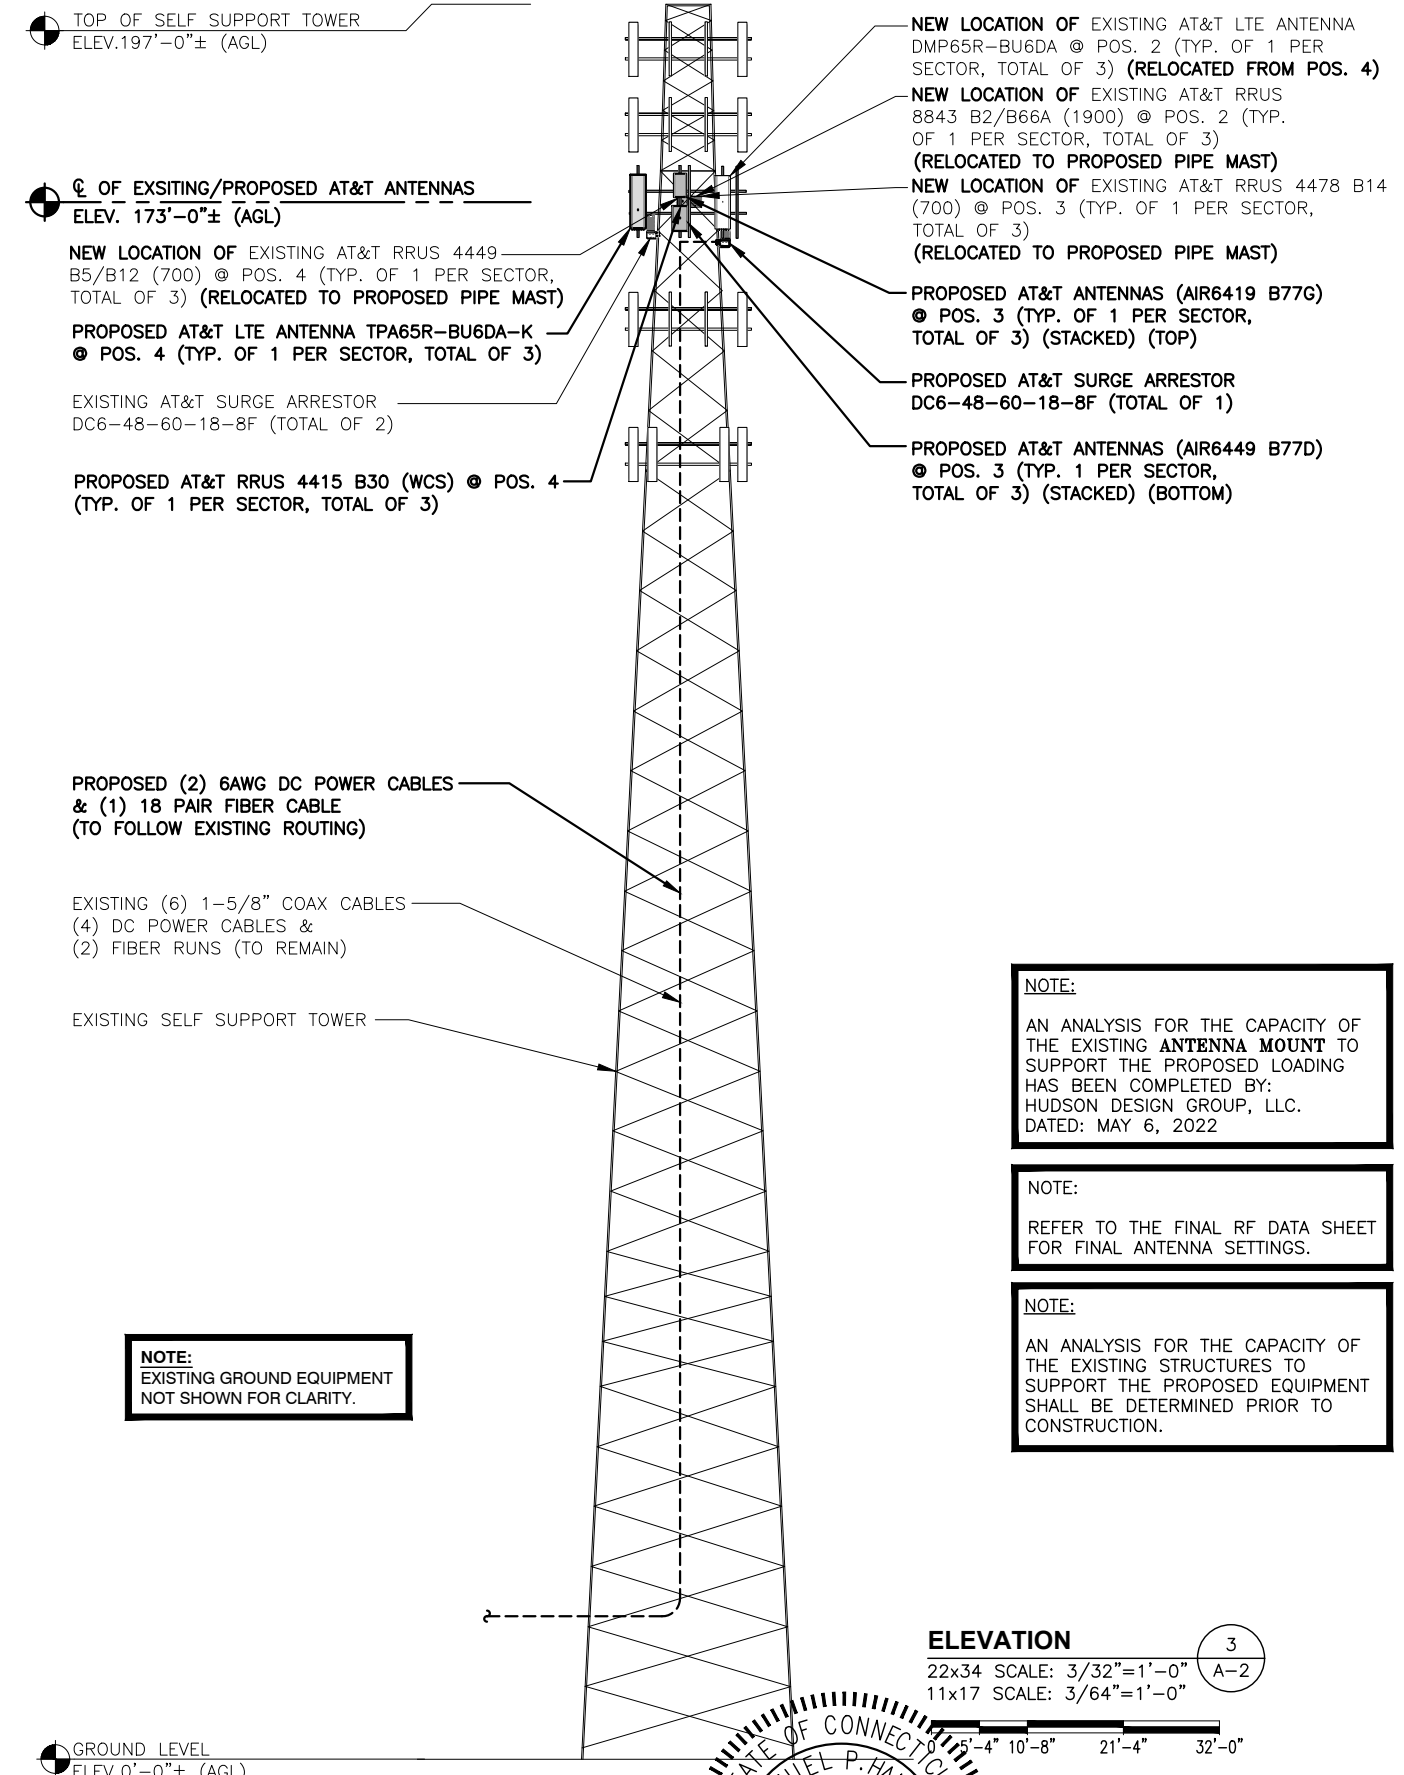 TOP OF SELF SUPPORT TOWER
ELEV.197'-0"± (AGL)
℄ OF EXSITING/PROPOSED AT&T ANTENNAS
ELEV. 173'-0"± (AGL)
NEW LOCATION OF EXISTING AT&T RRUS 4449
B5/B12 (700) @ POS. 4 (TYP. OF 1 PER SECTOR,
TOTAL OF 3) (RELOCATED TO PROPOSED PIPE MAST)
PROPOSED AT&T LTE ANTENNA TPA65R-BU6DA-K
@ POS. 4 (TYP. OF 1 PER SECTOR, TOTAL OF 3)
EXISTING AT&T SURGE ARRESTOR
DC6-48-60-18-8F (TOTAL OF 2)
PROPOSED AT&T RRUS 4415 B30 (WCS) @ POS. 4
(TYP. OF 1 PER SECTOR, TOTAL OF 3)
NEW LOCATION OF EXISTING AT&T LTE ANTENNA
DMP65R-BU6DA @ POS. 2 (TYP. OF 1 PER
SECTOR, TOTAL OF 3) (RELOCATED FROM POS. 4)
NEW LOCATION OF EXISTING AT&T RRUS
8843 B2/B66A (1900) @ POS. 2 (TYP.
OF 1 PER SECTOR, TOTAL OF 3)
(RELOCATED TO PROPOSED PIPE MAST)
NEW LOCATION OF EXISTING AT&T RRUS 4478 B14
(700) @ POS. 3 (TYP. OF 1 PER SECTOR,
TOTAL OF 3)
(RELOCATED TO PROPOSED PIPE MAST)
PROPOSED AT&T ANTENNAS (AIR6419 B77G)
@ POS. 3 (TYP. OF 1 PER SECTOR,
TOTAL OF 3) (STACKED) (TOP)
PROPOSED AT&T SURGE ARRESTOR
DC6-48-60-18-8F (TOTAL OF 1)
PROPOSED AT&T ANTENNAS (AIR6449 B77D)
@ POS. 3 (TYP. 1 PER SECTOR,
TOTAL OF 3) (STACKED) (BOTTOM)
PROPOSED (2) 6AWG DC POWER CABLES
& (1) 18 PAIR FIBER CABLE
(TO FOLLOW EXISTING ROUTING)
EXISTING (6) 1-5/8" COAX CABLES
(4) DC POWER CABLES &
(2) FIBER RUNS (TO REMAIN)
EXISTING SELF SUPPORT TOWER
NOTE:
AN ANALYSIS FOR THE CAPACITY OF
THE EXISTING ANTENNA MOUNT TO
SUPPORT THE PROPOSED LOADING
HAS BEEN COMPLETED BY:
HUDSON DESIGN GROUP, LLC.
DATED: MAY 6, 2022
NOTE:
REFER TO THE FINAL RF DATA SHEET
FOR FINAL ANTENNA SETTINGS.
NOTE:
AN ANALYSIS FOR THE CAPACITY OF
THE EXISTING STRUCTURES TO
SUPPORT THE PROPOSED EQUIPMENT
SHALL BE DETERMINED PRIOR TO
CONSTRUCTION.
NOTE:
EXISTING GROUND EQUIPMENT
NOT SHOWN FOR CLARITY.
ELEVATION
22x34 SCALE: 3/32"=1'-0"
11x17 SCALE: 3/64"=1'-0"
3
A-2
0 5'-4" 10'-8" 21'-4" 32'-0"
GROUND LEVEL
ELEV 0'-0"± (AGL)
OF
P.